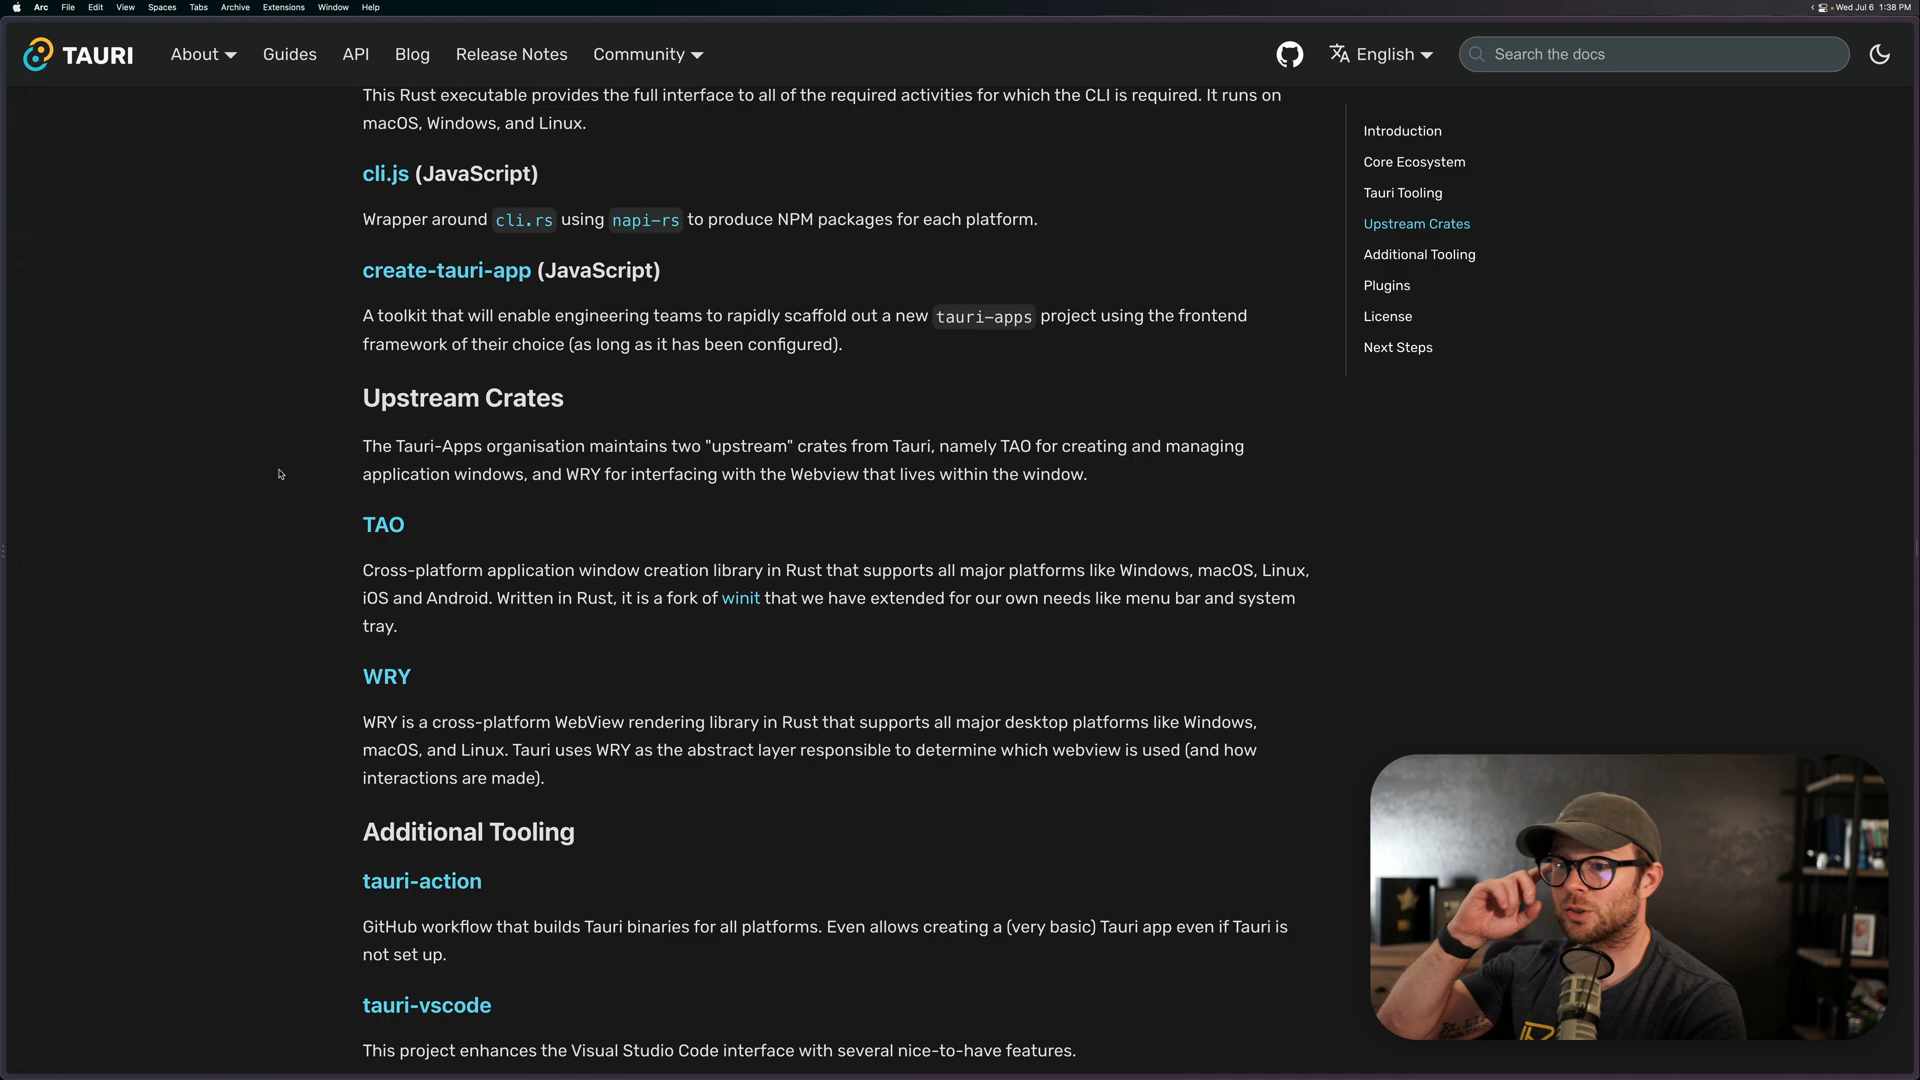 Arc File Edit View Spaces Tabs Archive Extensions Window Help
Wed Jul 6 1:38 PM
TAURI About Guides API Blog Release Notes Community English Search the docs
This Rust executable provides the full interface to all of the required activities for which the CLI is required. It runs on
macOS, Windows, and Linux.
cli.js (JavaScript)
Wrapper around cli.rs using napi-rs to produce NPM packages for each platform.
create-tauri-app (JavaScript)
A toolkit that will enable engineering teams to rapidly scaffold out a new tauri-apps project using the frontend
framework of their choice (as long as it has been configured).
Upstream Crates
The Tauri-Apps organisation maintains two "upstream" crates from Tauri, namely TAO for creating and managing
application windows, and WRY for interfacing with the Webview that lives within the window.
TAO
Cross-platform application window creation library in Rust that supports all major platforms like Windows, macOS, Linux,
iOS and Android. Written in Rust, it is a fork of winit that we have extended for our own needs like menu bar and system
tray.
WRY
WRY is a cross-platform WebView rendering library in Rust that supports all major desktop platforms like Windows,
macOS, and Linux. Tauri uses WRY as the abstract layer responsible to determine which webview is used (and how
interactions are made).
Additional Tooling
tauri-action
GitHub workflow that builds Tauri binaries for all platforms. Even allows creating a (very basic) Tauri app even if Tauri is
not set up.
tauri-vscode
This project enhances the Visual Studio Code interface with several nice-to-have features.
Introduction
Core Ecosystem
Tauri Tooling
Upstream Crates
Additional Tooling
Plugins
License
Next Steps